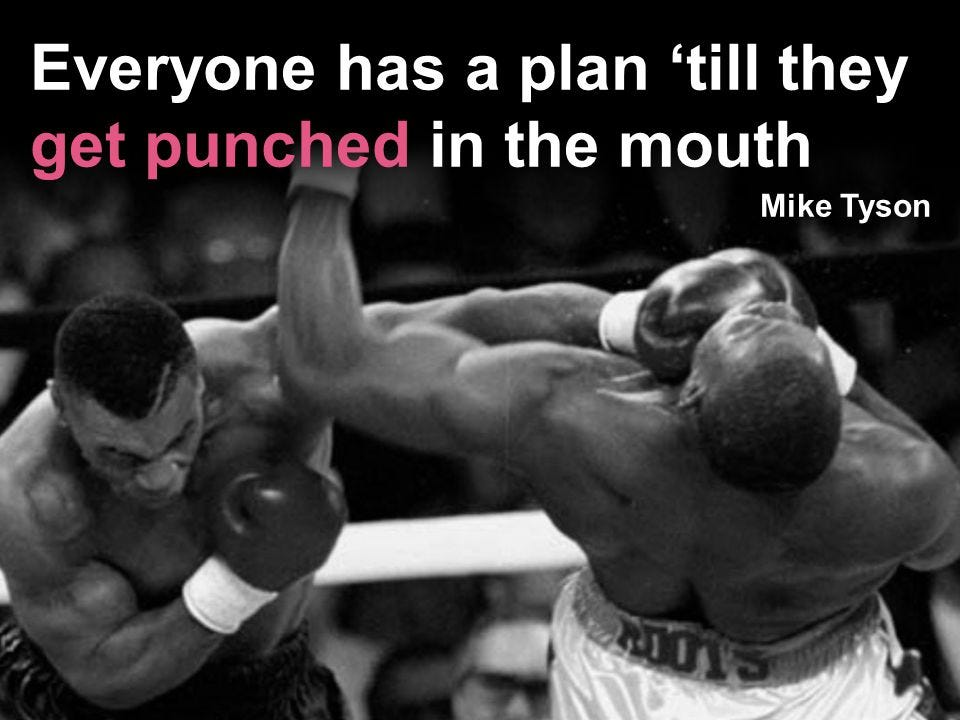 Everyone has a plan ‘till they
get punched in the mouth
Mike Tyson